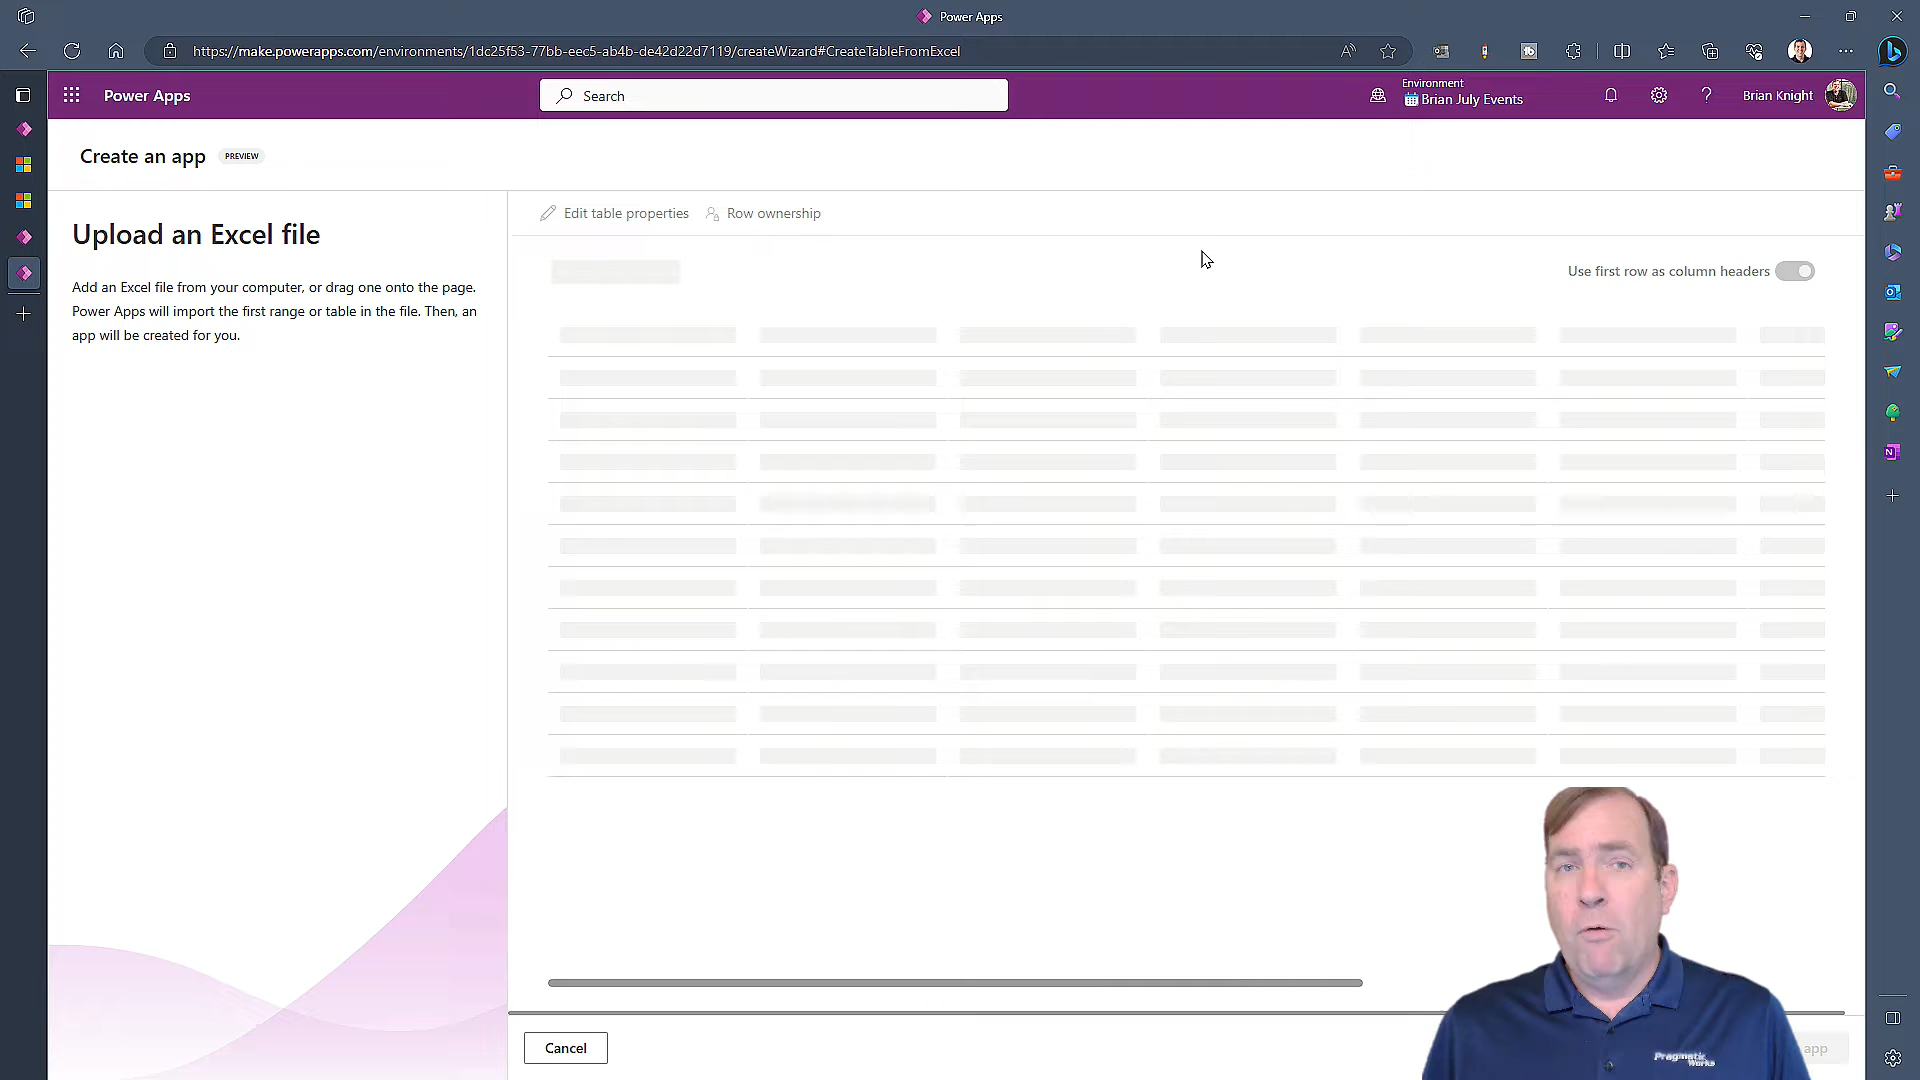 Power Apps
https://make.powerapps.com/environments/1dc25f53-77bb-eec5-ab4b-de42d22d7119/createWizard#CreateTableFromExcel
Power Apps
Search
Environment
Brian July Events
Brian Knight
Create an app
PREVIEW
Upload an Excel file
Add an Excel file from your computer, or drag one onto the page.
Power Apps will import the first range or table in the file. Then, an
app will be created for you.
Edit table properties
Row ownership
Use first row as column headers
Cancel
app
Pragmatic
Works